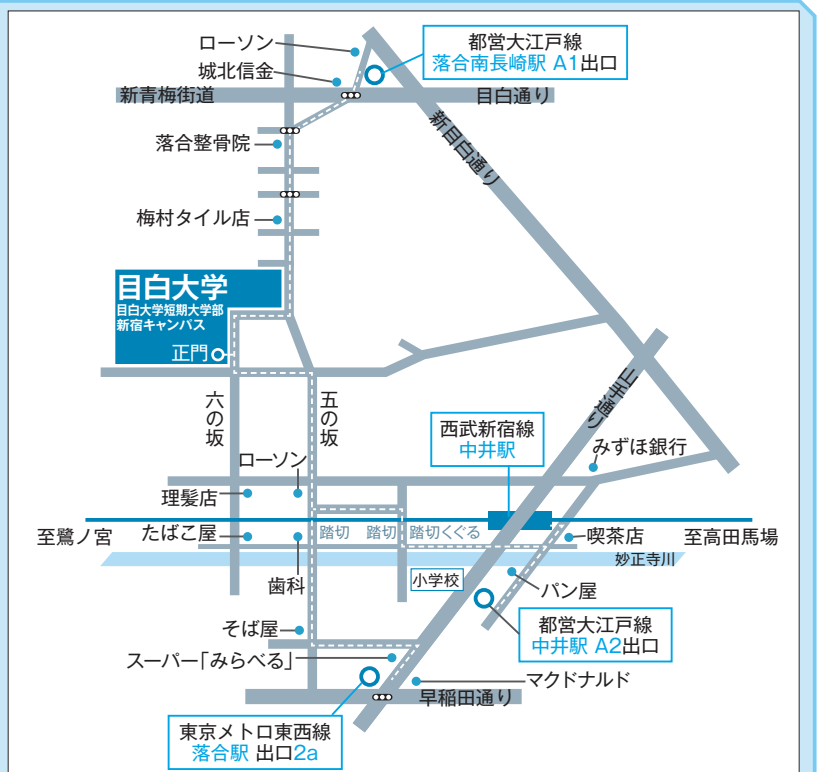 ローソン
都営大江戸線
落合南長崎駅 A1出口
城北信金
新青梅街道
目白通り
新目白通り
落合整骨院
梅村タイル店
目白大学
目白大学短期大学部
新宿キャンパス
正門
山手通り
六の坂
五の坂
西武新宿線
中井駅
みずほ銀行
ローソン
理髪店
至鷺ノ宮
たばこ屋
踏切
踏切
踏切くぐる
喫茶店
至高田馬場
妙正寺川
歯科
小学校
パン屋
都営大江戸線
中井駅 A2出口
そば屋
スーパー「みらべる」
マクドナルド
早稲田通り
東京メトロ東西線
落合駅 出口2a